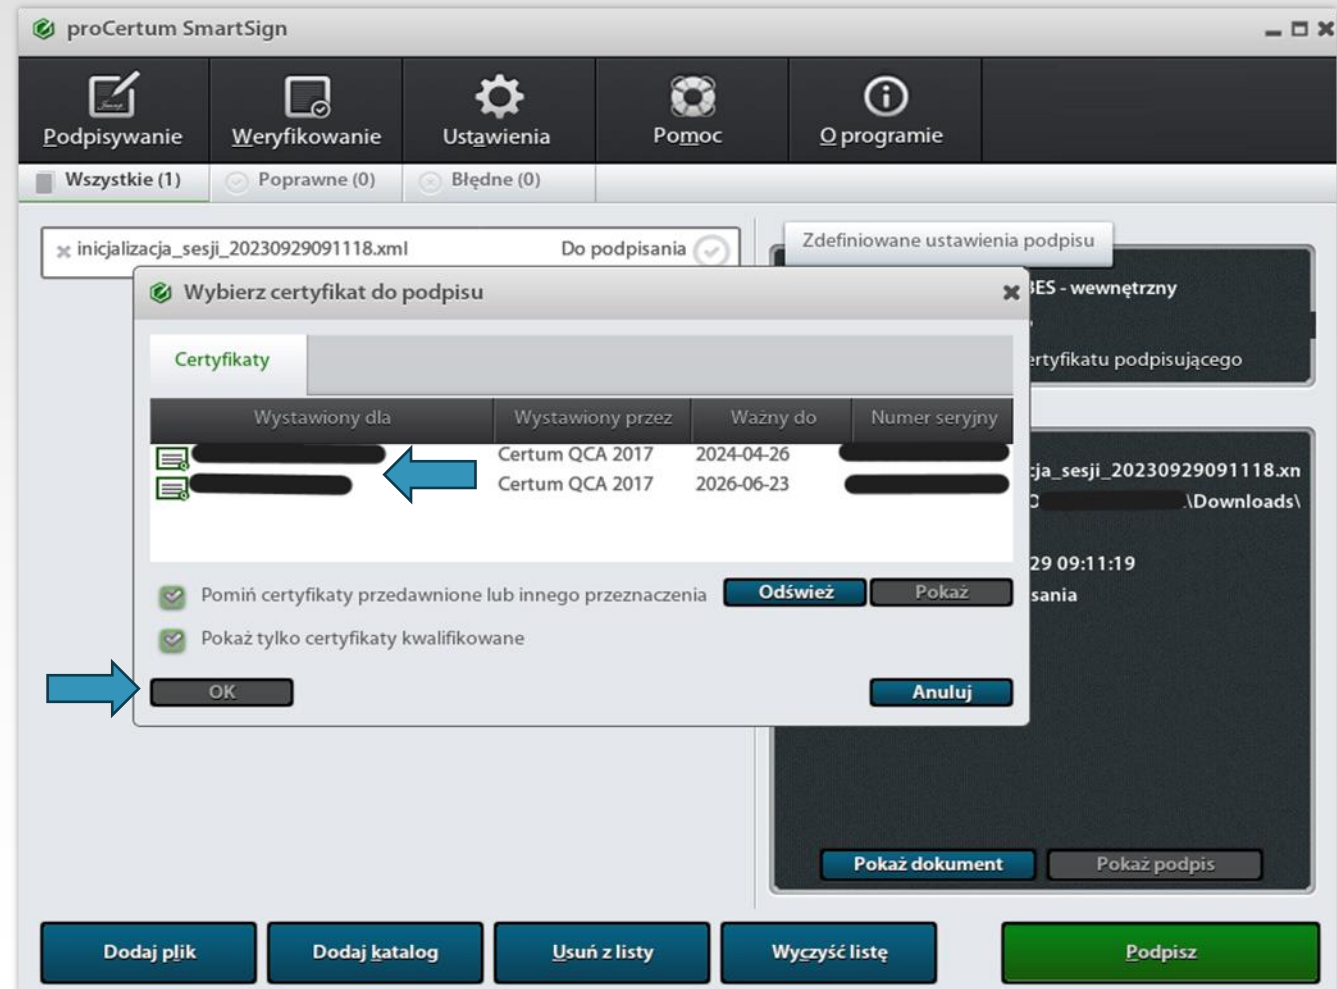 proCertum SmartSign
Podpisywanie
Weryfikowanie
Ustawienia
Pomoc
O programie
Wszystkie (1)
Poprawne (0)
Błędne (0)
inicjalizacja_sesji_20230929091118.xml
Do podpisania
Zdefiniowane ustawienia podpisu
BES - wewnętrzny
ertyfikatu podpisującego
Wybierz certyfikat do podpisu
Certyfikaty
Wystawiony dla Wystawiony przez Ważny do Numer seryjny
Certum QCA 2017 2024-04-26
Certum QCA 2017 2026-06-23
Pomiń certyfikaty przedawnione lub innego przeznaczenia
Odśwież
Pokaż
Pokaż tylko certyfikaty kwalifikowane
OK
Anuluj
cja_sesji_20230929091118.xn
\Downloads\
29 09:11:19
sania
Pokaż dokument
Pokaż podpis
Dodaj plik
Dodaj katalog
Usuń z listy
Wyczyść listę
Podpisz